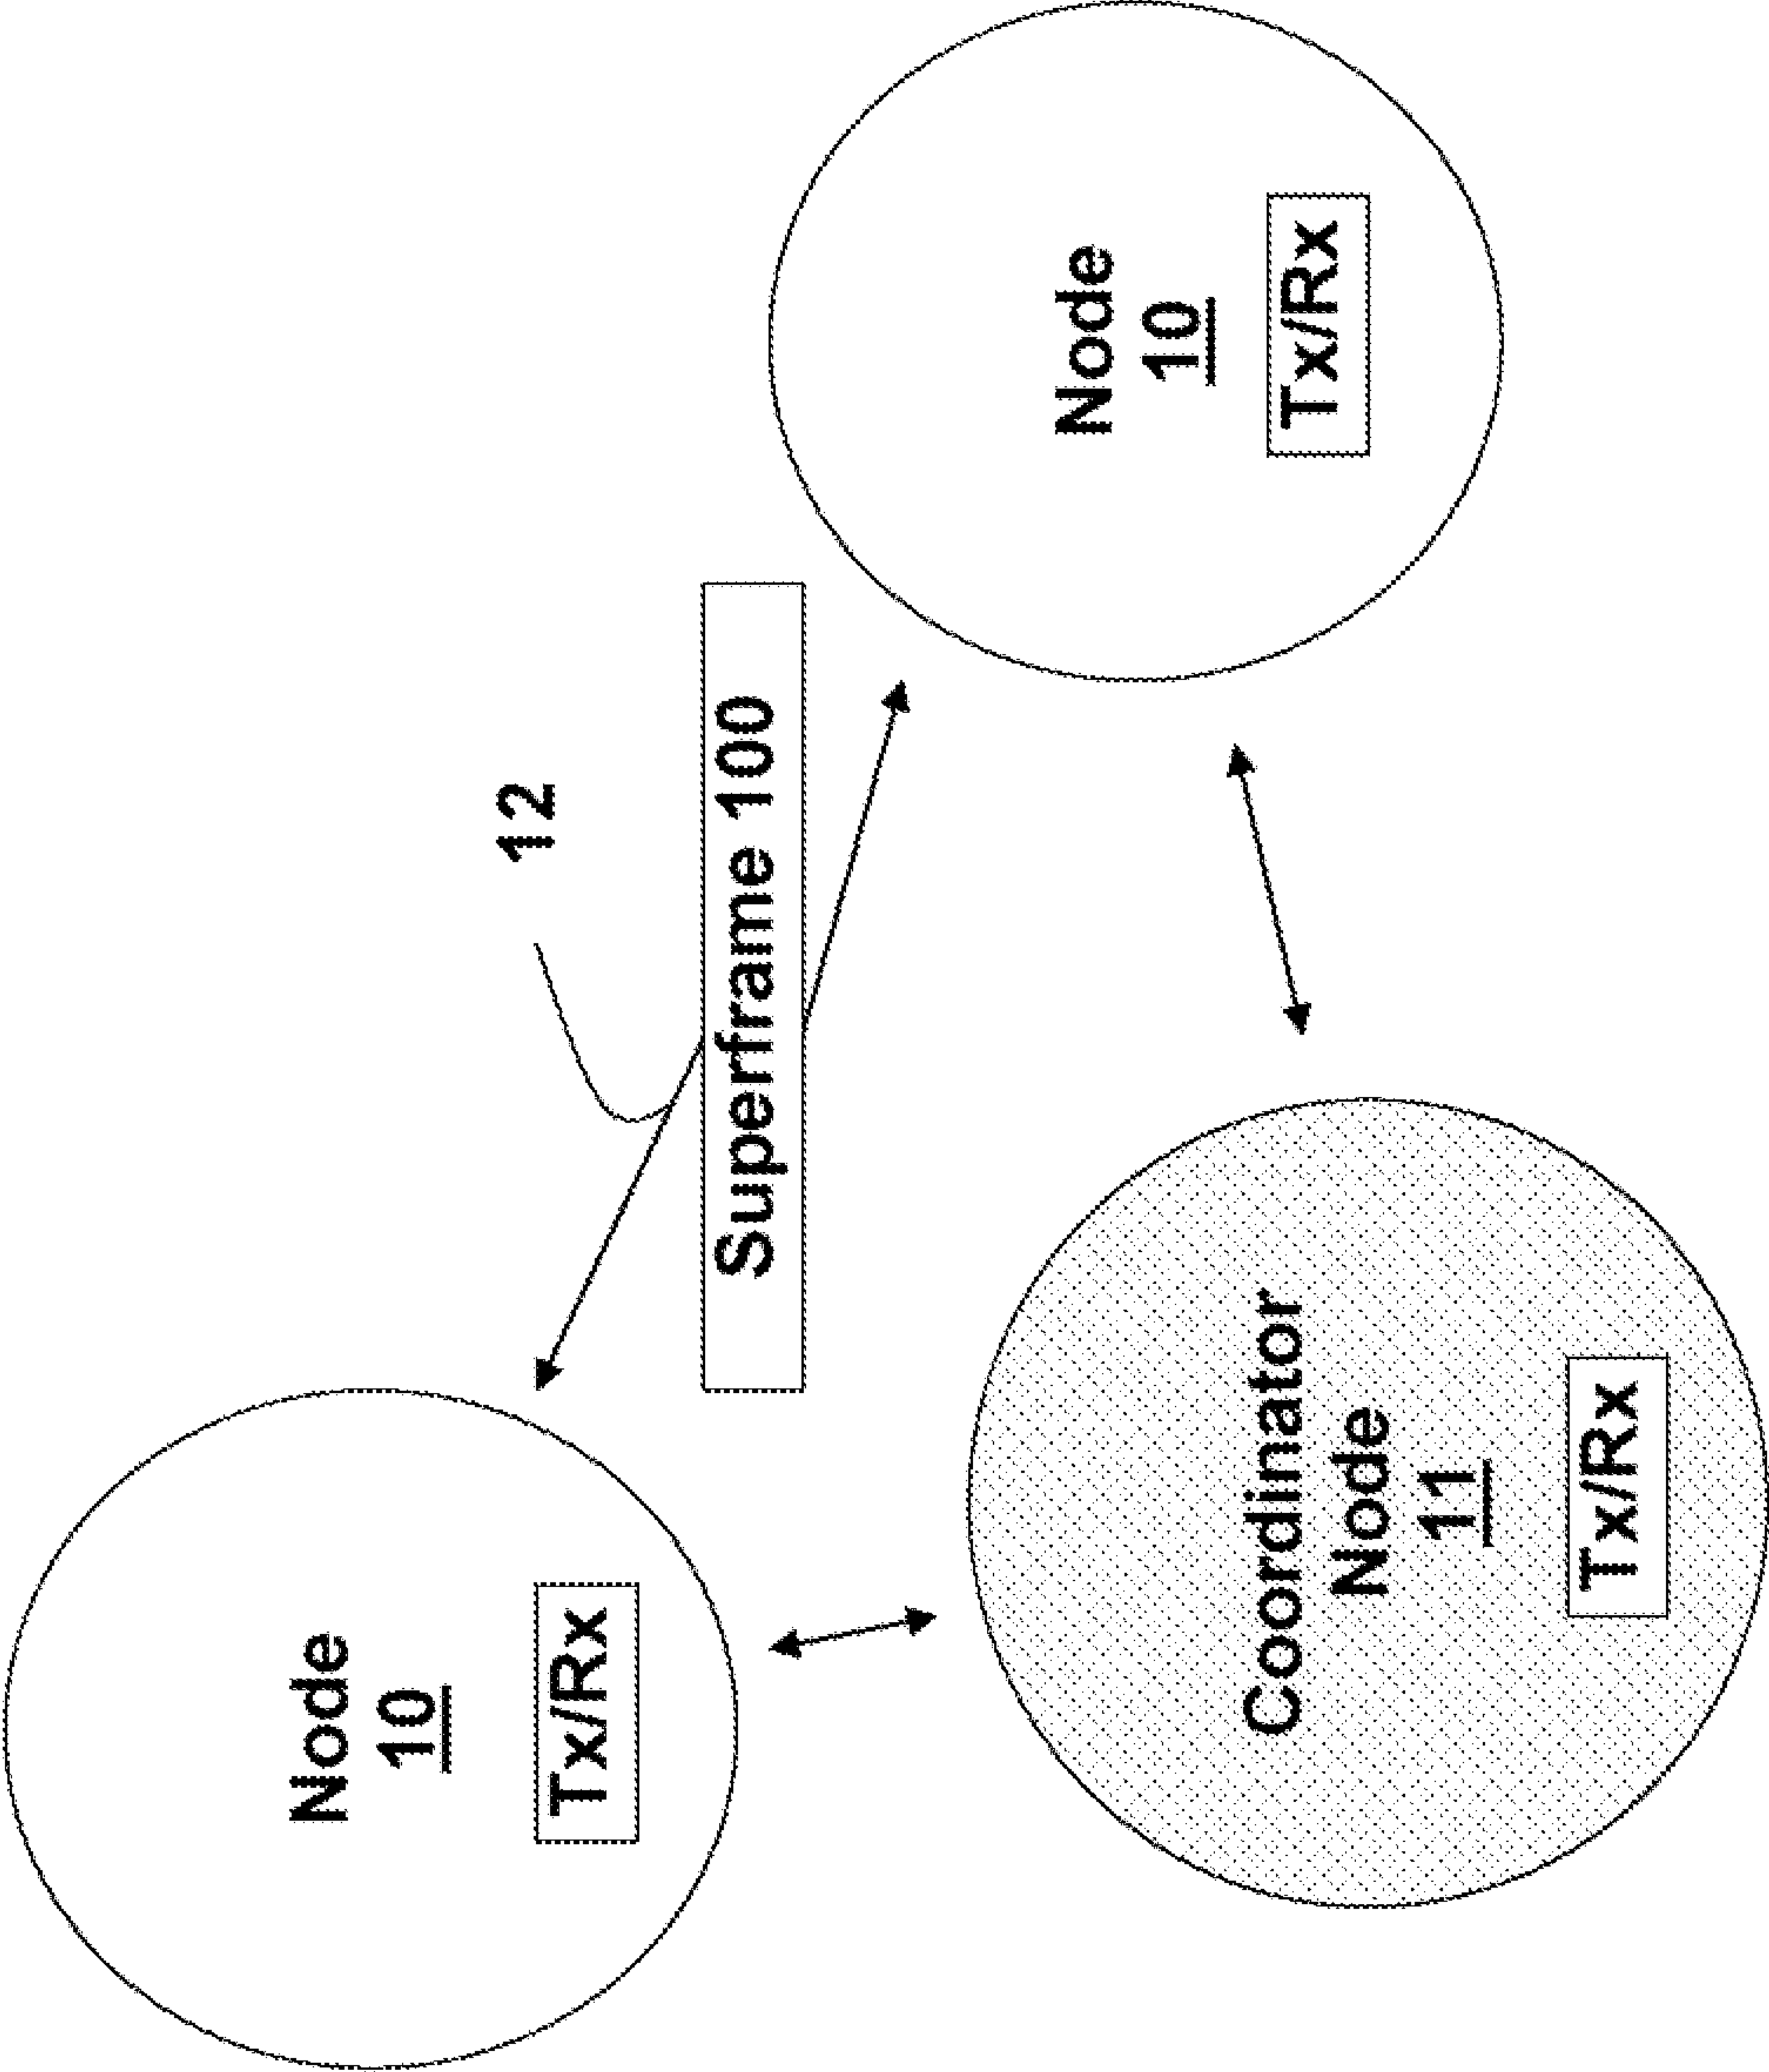 Node
10
Tx/Rx
12
Superframe 100
Node
10
Tx/Rx
Coordinator
Node
11
Tx/Rx